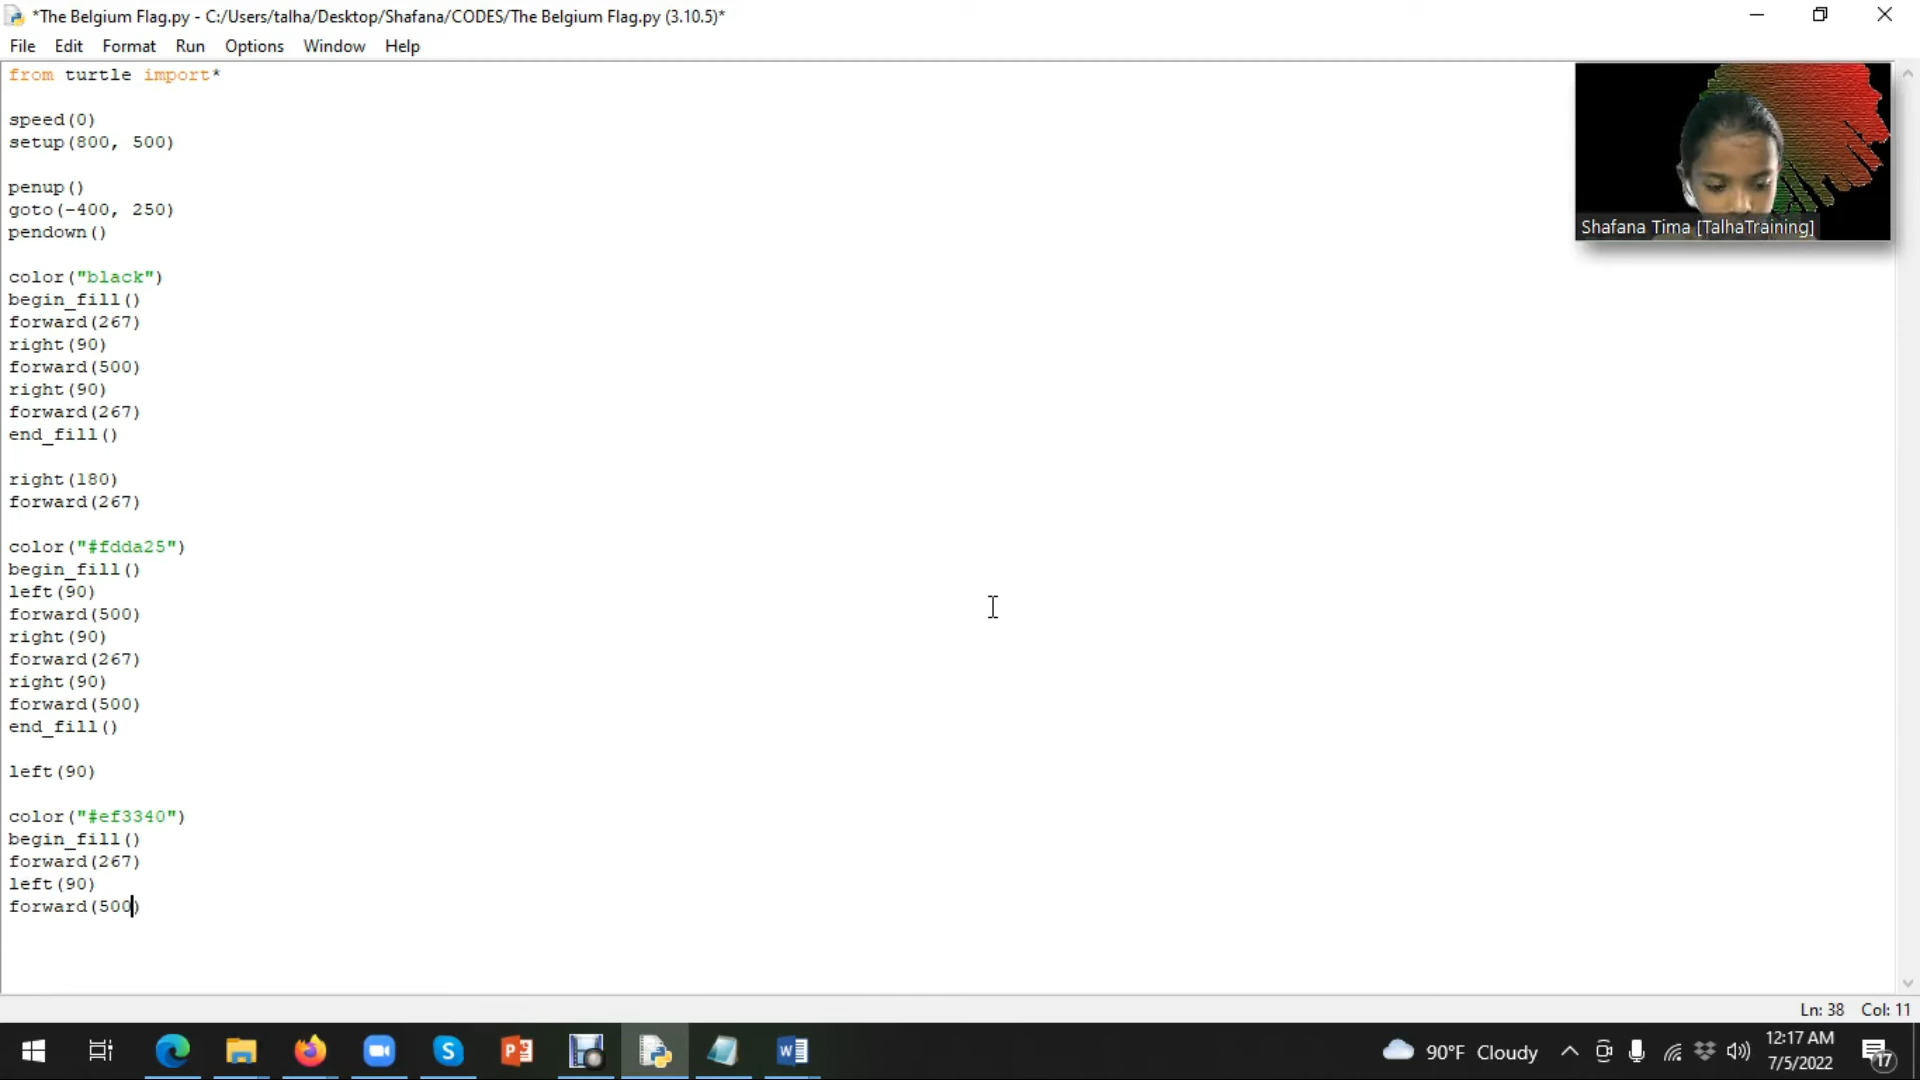 *The Belgium Flag.py - C:/Users/talha/Desktop/Shafana/CODES/The Belgium Flag.py (3.10.5)*
File Edit Format Run Options Window Help
from turtle import*
speed(0)
setup(800, 500)
penup()
goto(-400, 250)
pendown()
color("black")
begin_fill()
forward(267)
right(90)
forward(500)
right(90)
forward(267)
end_fill()
right(180)
forward(267)
color("#fdda25")
begin_fill()
left(90)
forward(500)
right(90)
forward(267)
right(90)
forward(500)
end_fill()
left(90)
color("#ef3340")
begin_fill()
forward(267)
left(90)
forward(500)
Shafana Tima [TalhaTraining]
Ln: 38 Col: 11
90°F Cloudy
12:17 AM
7/5/2022
17